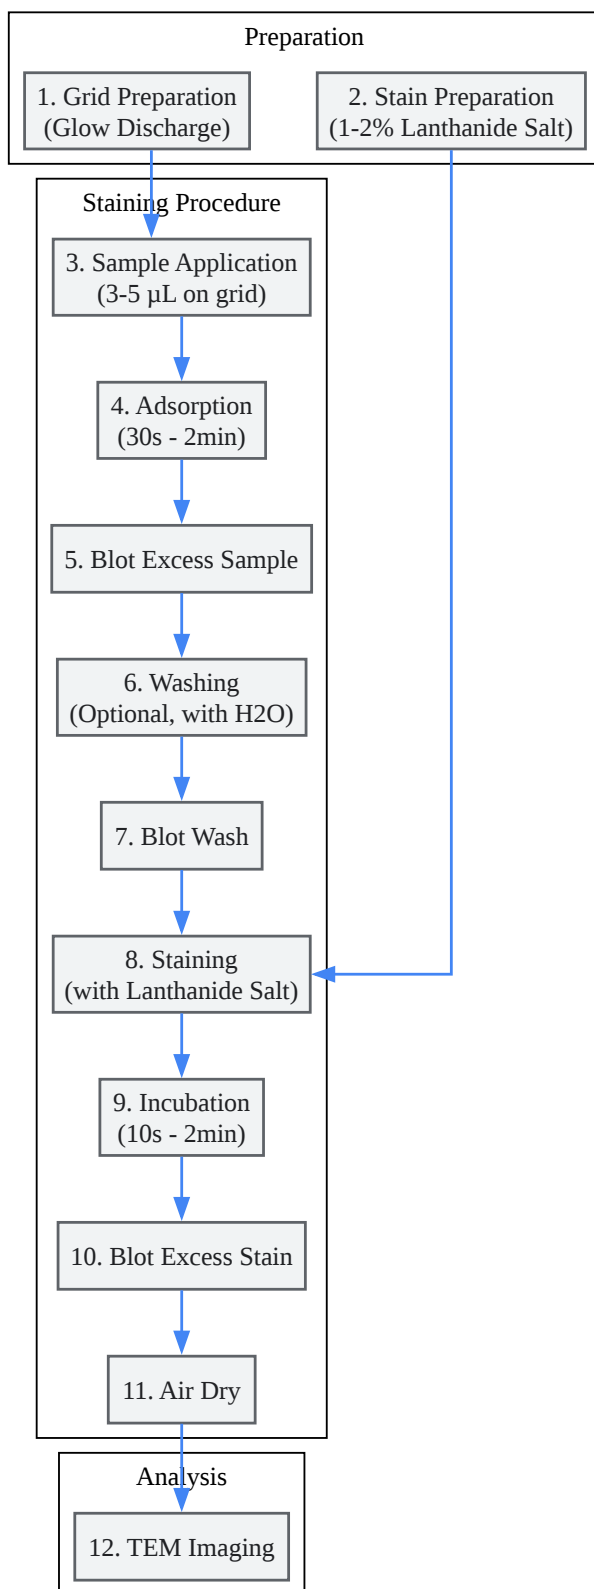 Preparation
1. Grid Preparation
(Glow Discharge)
2. Stain Preparation
(1-2% Lanthanide Salt)
Staining Procedure
3. Sample Application
(3-5 µL on grid)
4. Adsorption
(30s - 2min)
5. Blot Excess Sample
6. Washing
(Optional, with H2O)
7. Blot Wash
8. Staining
(with Lanthanide Salt)
9. Incubation
(10s - 2min)
10. Blot Excess Stain
11. Air Dry
Analysis
12. TEM Imaging